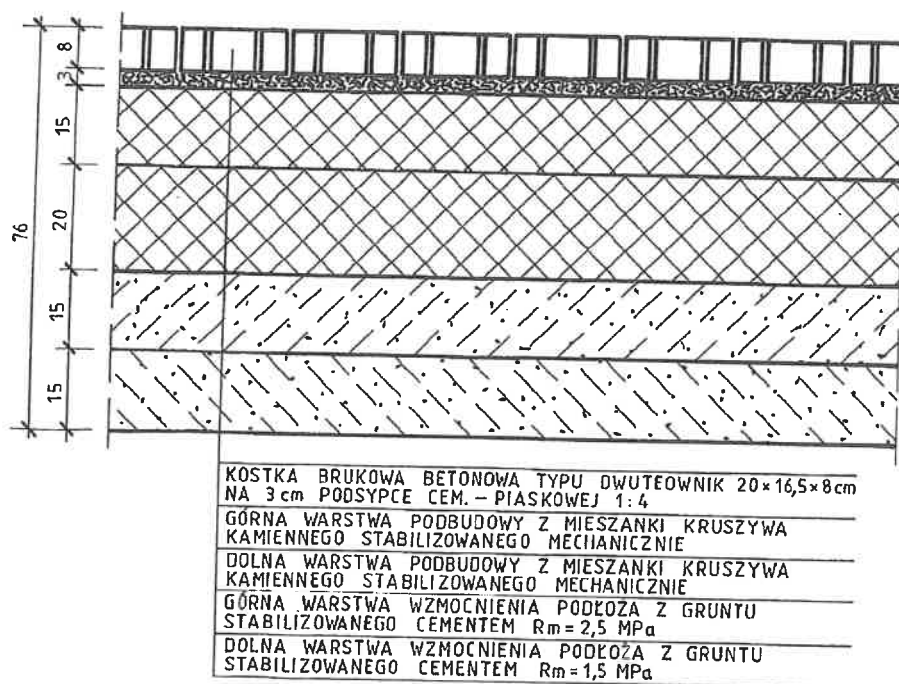 8
3
15
20
15
15
76
KOSTKA BRUKOWA BETONOWA TYPU DWUTEOWNIK 20×16,5×8cm
NA 3cm PODSYPCE CEM.-PIASKOWEJ 1:4
GÓRNA WARSTWA PODBUDOWY Z MIESZANKI KRUSZYWA
KAMIENNEGO STABILIZOWANEGO MECHANICZNIE
DOLNA WARSTWA PODBUDOWY Z MIESZANKI KRUSZYWA
KAMIENNEGO STABILIZOWANEGO MECHANICZNIE
GÓRNA WARSTWA WZMOCNIENIA PODŁOŻA Z GRUNTU
STABILIZOWANEGO CEMENTEM Rm=2,5 MPa
DOLNA WARSTWA WZMOCNIENIA PODŁOŻA Z GRUNTU
STABILIZOWANEGO CEMENTEM Rm=1,5 MPa